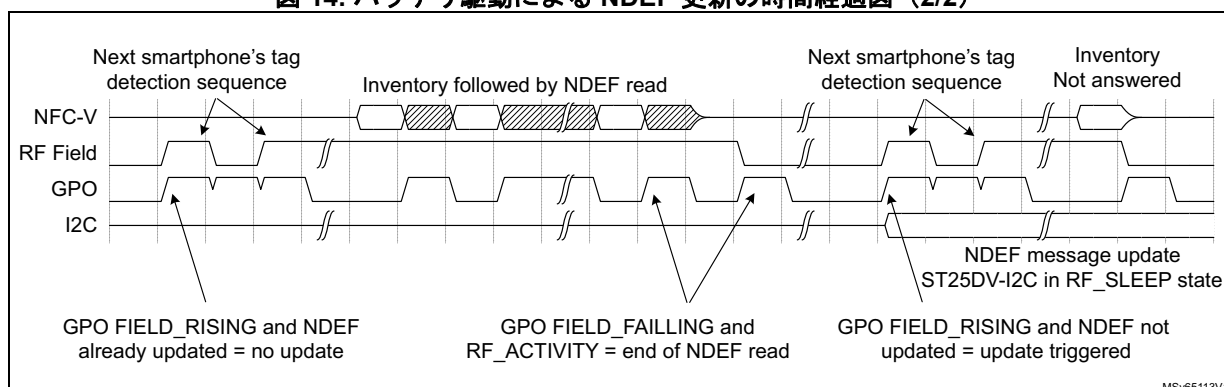 図 14. バッテリ駆動による NDEF 更新の時間経過図（2/2）
Next smartphone's tag
detection sequence
Inventory followed by NDEF read
Next smartphone's tag
detection sequence
Inventory
Not answered
NFC-V
RF Field
GPO
I2C
NDEF message update
ST25DV-I2C in RF_SLEEP state
GPO FIELD_RISING and NDEF
already updated = no update
GPO FIELD_FAILLING and
RF_ACTIVITY = end of NDEF read
GPO FIELD_RISING and NDEF not
updated = update triggered